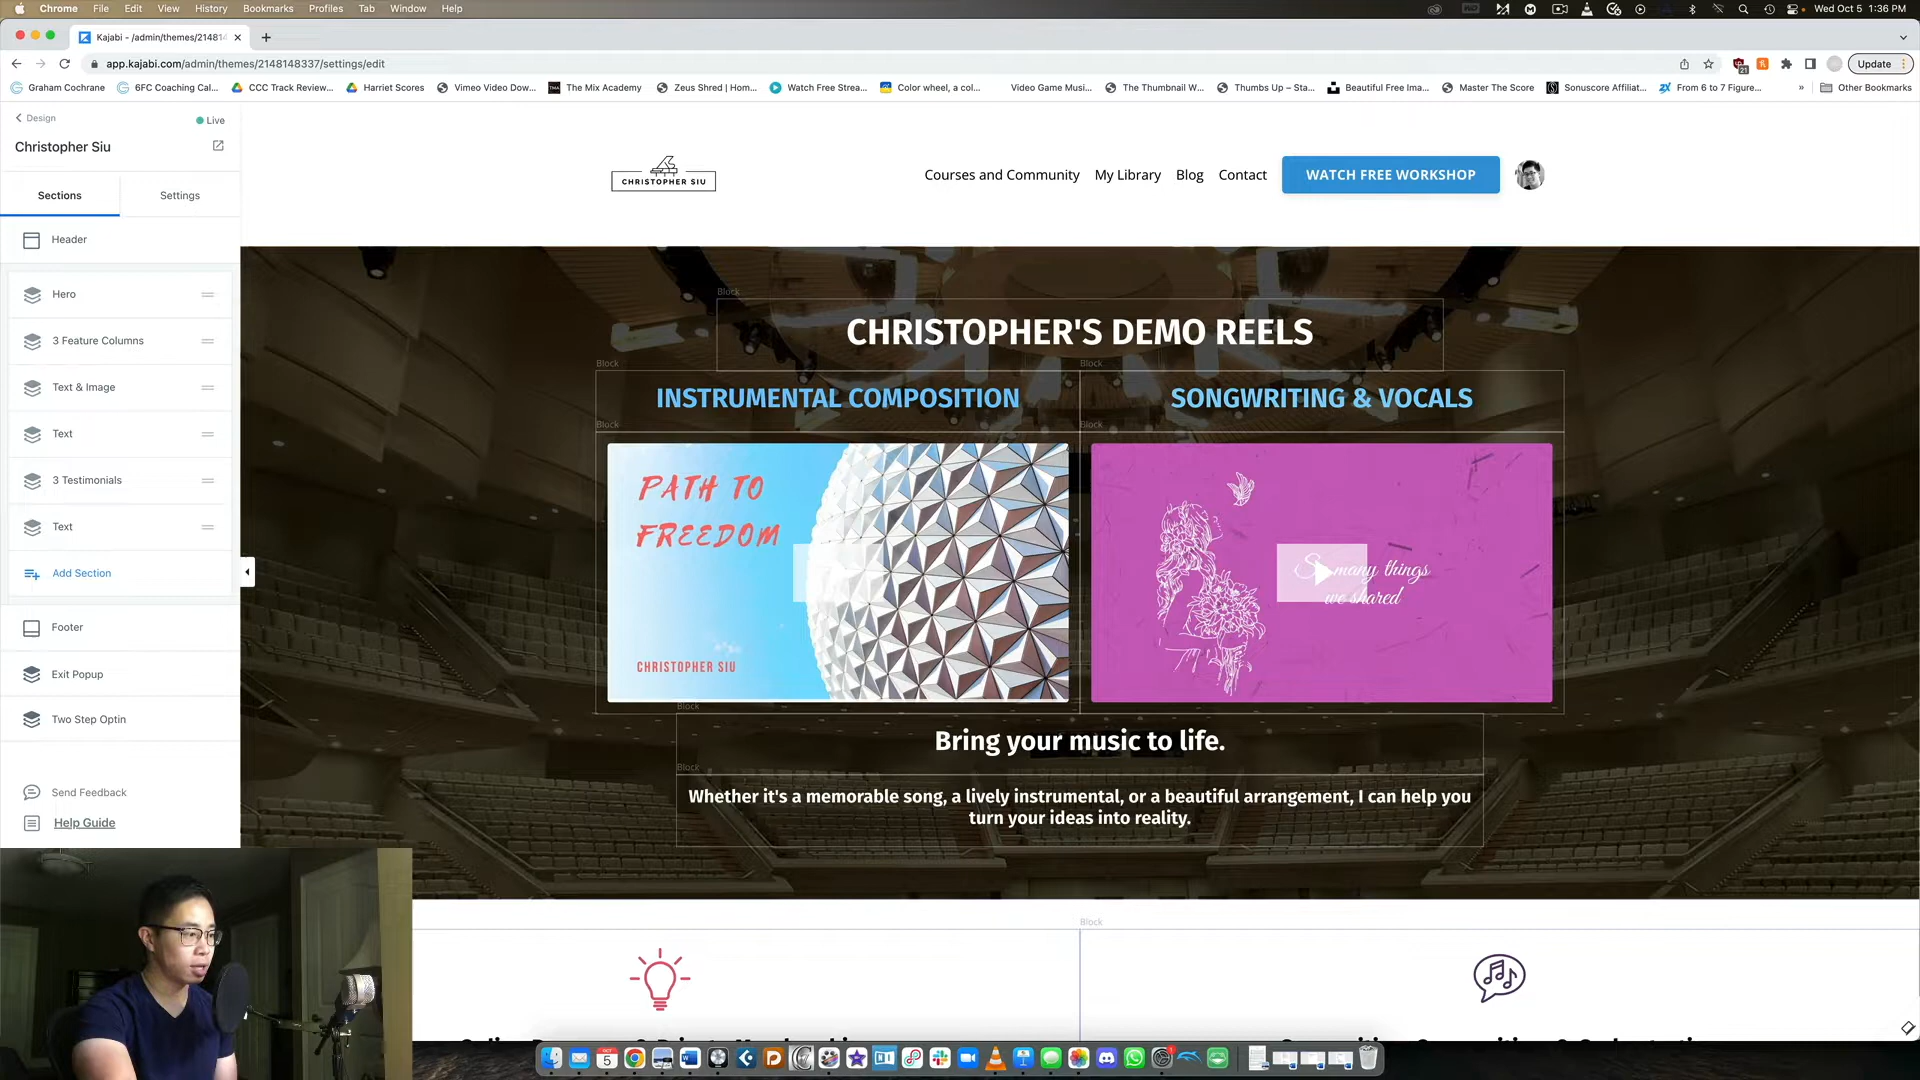 Chrome File Edit View History Bookmarks Profiles Tab Window Help
Wed Oct 5 1:36 PM
Kajabi - /admin/themes/21481
app.kajabi.com/admin/themes/2148148337/settings/edit
21
Update
Graham Cochrane 6FC Coaching Cal... CCC Track Review... Harriet Scores Vimeo Video Dow... The Mix Academy Zeus Shred | Hom... Watch Free Strea... Color wheel, a col... Video Game Musi... The Thumbnail W... Thumbs Up – Sta... Beautiful Free Ima... Master The Score Sonuscore Affiliat... From 6 to 7 Figure... » Other Bookmarks
Design
Live
Christopher Siu
Sections
Settings
Header
Hero
3 Feature Columns
Text & Image
Text
3 Testimonials
Text
Add Section
Footer
Exit Popup
Two Step Optin
Send Feedback
Help Guide
CHRISTOPHER SIU
Courses and Community My Library Blog Contact WATCH FREE WORKSHOP
Block
CHRISTOPHER'S DEMO REELS
Block
Block
INSTRUMENTAL COMPOSITION
SONGWRITING & VOCALS
Block
Block
PATH TO
FREEDOM
CHRISTOPHER SIU
So many things
we shared
Block
Bring your music to life.
Block
Whether it's a memorable song, a lively instrumental, or a beautiful arrangement, I can help you
turn your ideas into reality.
Block
OCT
5